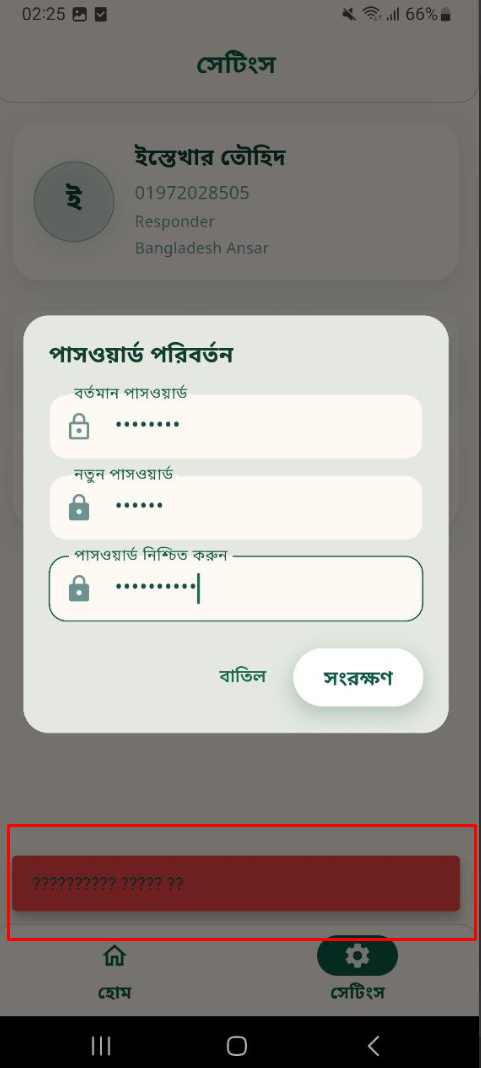 02:25 66%
সেটিংস
ই
ইস্তেখার তৌহিদ
01972028505
Responder
Bangladesh Ansar
পাসওয়ার্ড পরিবর্তন
বর্তমান পাসওয়ার্ড
••••••••
নতুন পাসওয়ার্ড
••••••
পাসওয়ার্ড নিশ্চিত করুন
••••••••••
বাতিল সংরক্ষণ
?????????? ????? ??
হোম সেটিংস